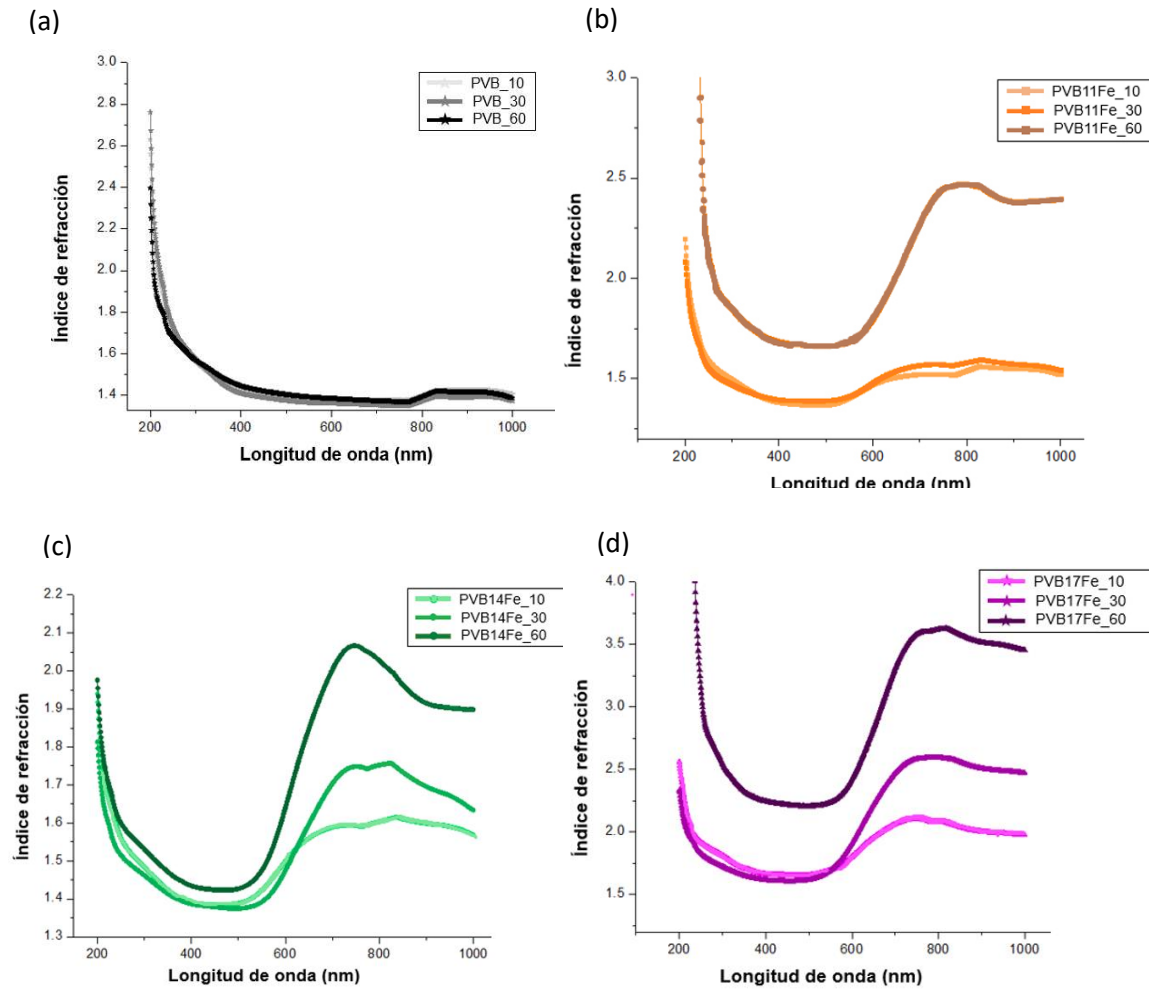 (a)
3.0
2.8
2.6
2.4
2.2
2.0
1.8
1.6
1.4
Índice de refracción
PVB_10
PVB_30
PVB_60
200 400 600 800 1000
Longitud de onda (nm)
(b)
3.0
2.5
2.0
1.5
Índice de refracción
PVB11Fe_10
PVB11Fe_30
PVB11Fe_60
200 400 600 800 1000
Longitud de onda (nm)
(c)
2.2
2.1
2.0
1.9
1.8
1.7
1.6
1.5
1.4
1.3
Índice de refracción
PVB14Fe_10
PVB14Fe_30
PVB14Fe_60
200 400 600 800 1000
Longitud de onda (nm)
(d)
4.0
3.5
3.0
2.5
2.0
1.5
Índice de refracción
PVB17Fe_10
PVB17Fe_30
PVB17Fe_60
200 400 600 800 1000
Longitud de onda (nm)